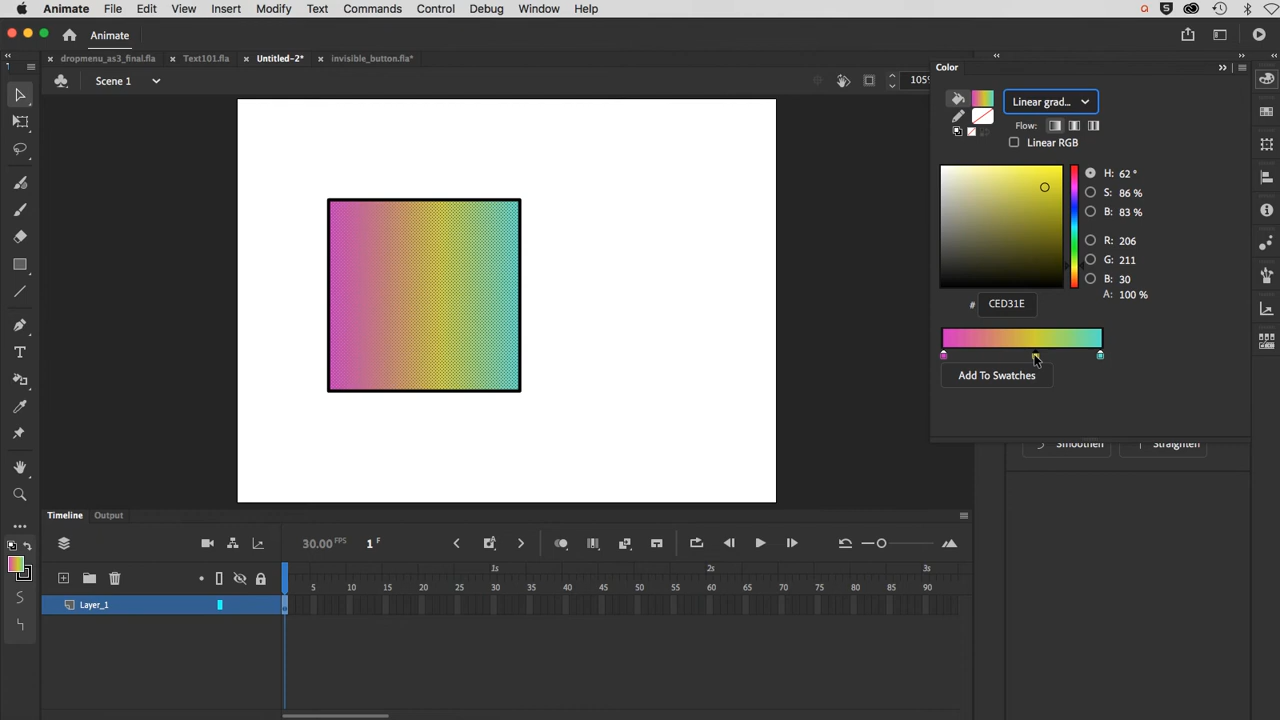 Animate File Edit View Insert Modify Text Commands Control Debug Window Help
Animate
dropmenu_as3_final.fla Text101.fla Untitled-2* invisible_button.fla*
Scene 1 105%
Color
Linear grad...
Flow:
Linear RGB
H: 62 °
S: 86 %
B: 83 %
R: 206
G: 211
B: 30
A: 100 %
# CED31E
Add To Swatches
Smoothen Straighten
Timeline Output
30.00 FPS 1 F
1s 2s 3s
5 10 15 20 25 30 35 40 45 50 55 60 65 70 75 80 85 90
Layer_1